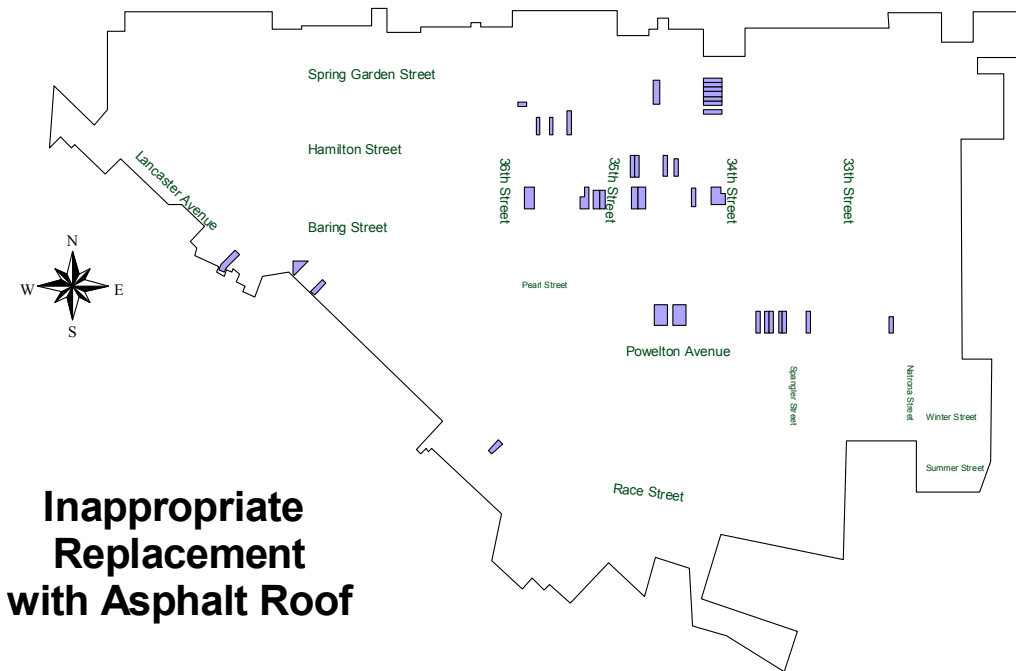 Spring Garden Street
Hamilton Street
Lancaster Avenue
36th Street
35th Street
34th Street
33th Street
Baring Street
N
W
E
S
Pearl Street
Powelton Avenue
Spangler Street
Natrona Street
Winter Street
Summer Street
Race Street
Inappropriate
Replacement
with Asphalt Roof